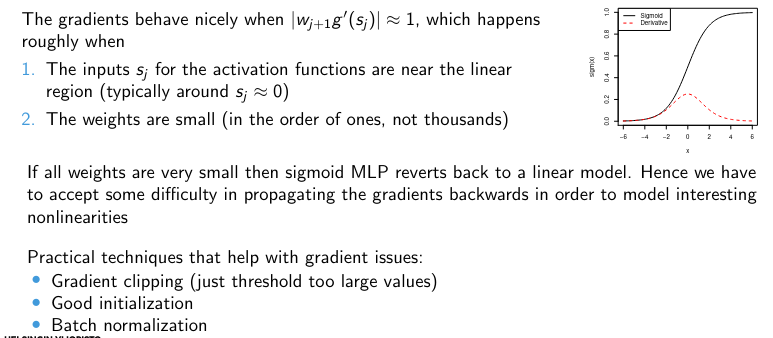 The gradients behave nicely when |w_{j+1}g′(s_j)| ≈ 1, which happens
roughly when
1. The inputs s_j for the activation functions are near the linear
region (typically around s_j ≈ 0)
2. The weights are small (in the order of ones, not thousands)
Sigmoid
Derivative
sigm(x)
0.0 0.2 0.4 0.6 0.8 1.0
−6 −4 −2 0 2 4 6
x
If all weights are very small then sigmoid MLP reverts back to a linear model. Hence we have
to accept some difficulty in propagating the gradients backwards in order to model interesting
nonlinearities
Practical techniques that help with gradient issues:
• Gradient clipping (just threshold too large values)
• Good initialization
• Batch normalization